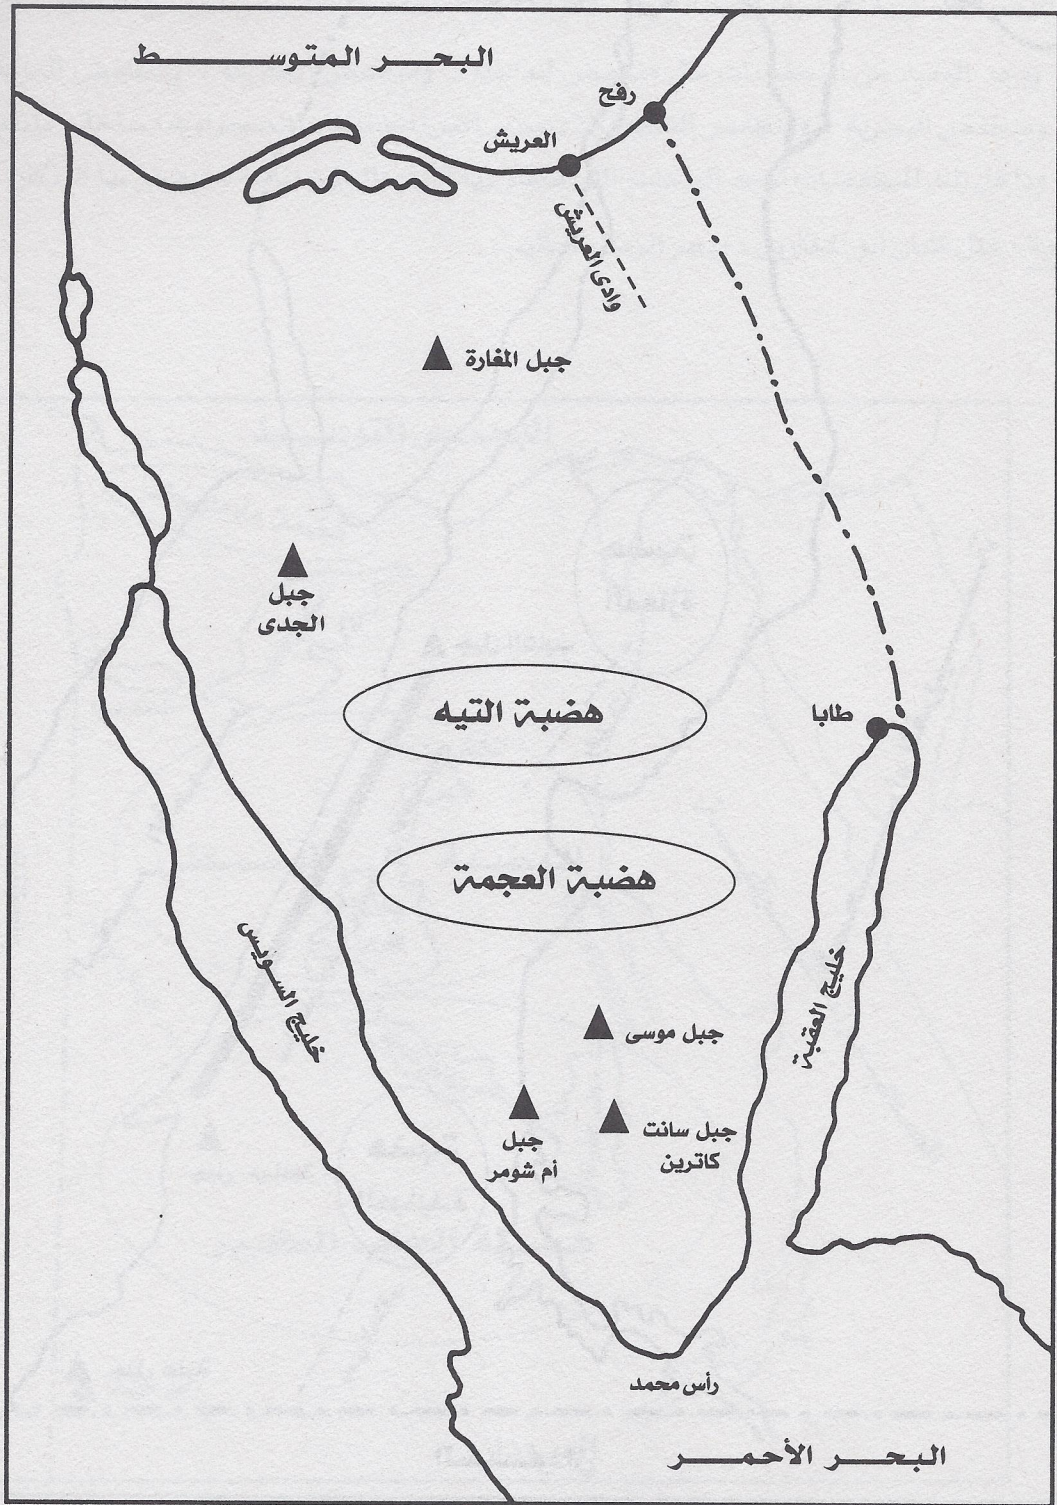 البحر المتوسط
رفح
العريش
وادى العريش
جبل المغارة
جبل
الجدى
هضبة التيه
طابا
هضبة العجمة
خليج السويس
خليج العقبة
جبل موسى
جبل سانت
كاترين
جبل
أم شومر
رأس محمد
البحر الأحمر